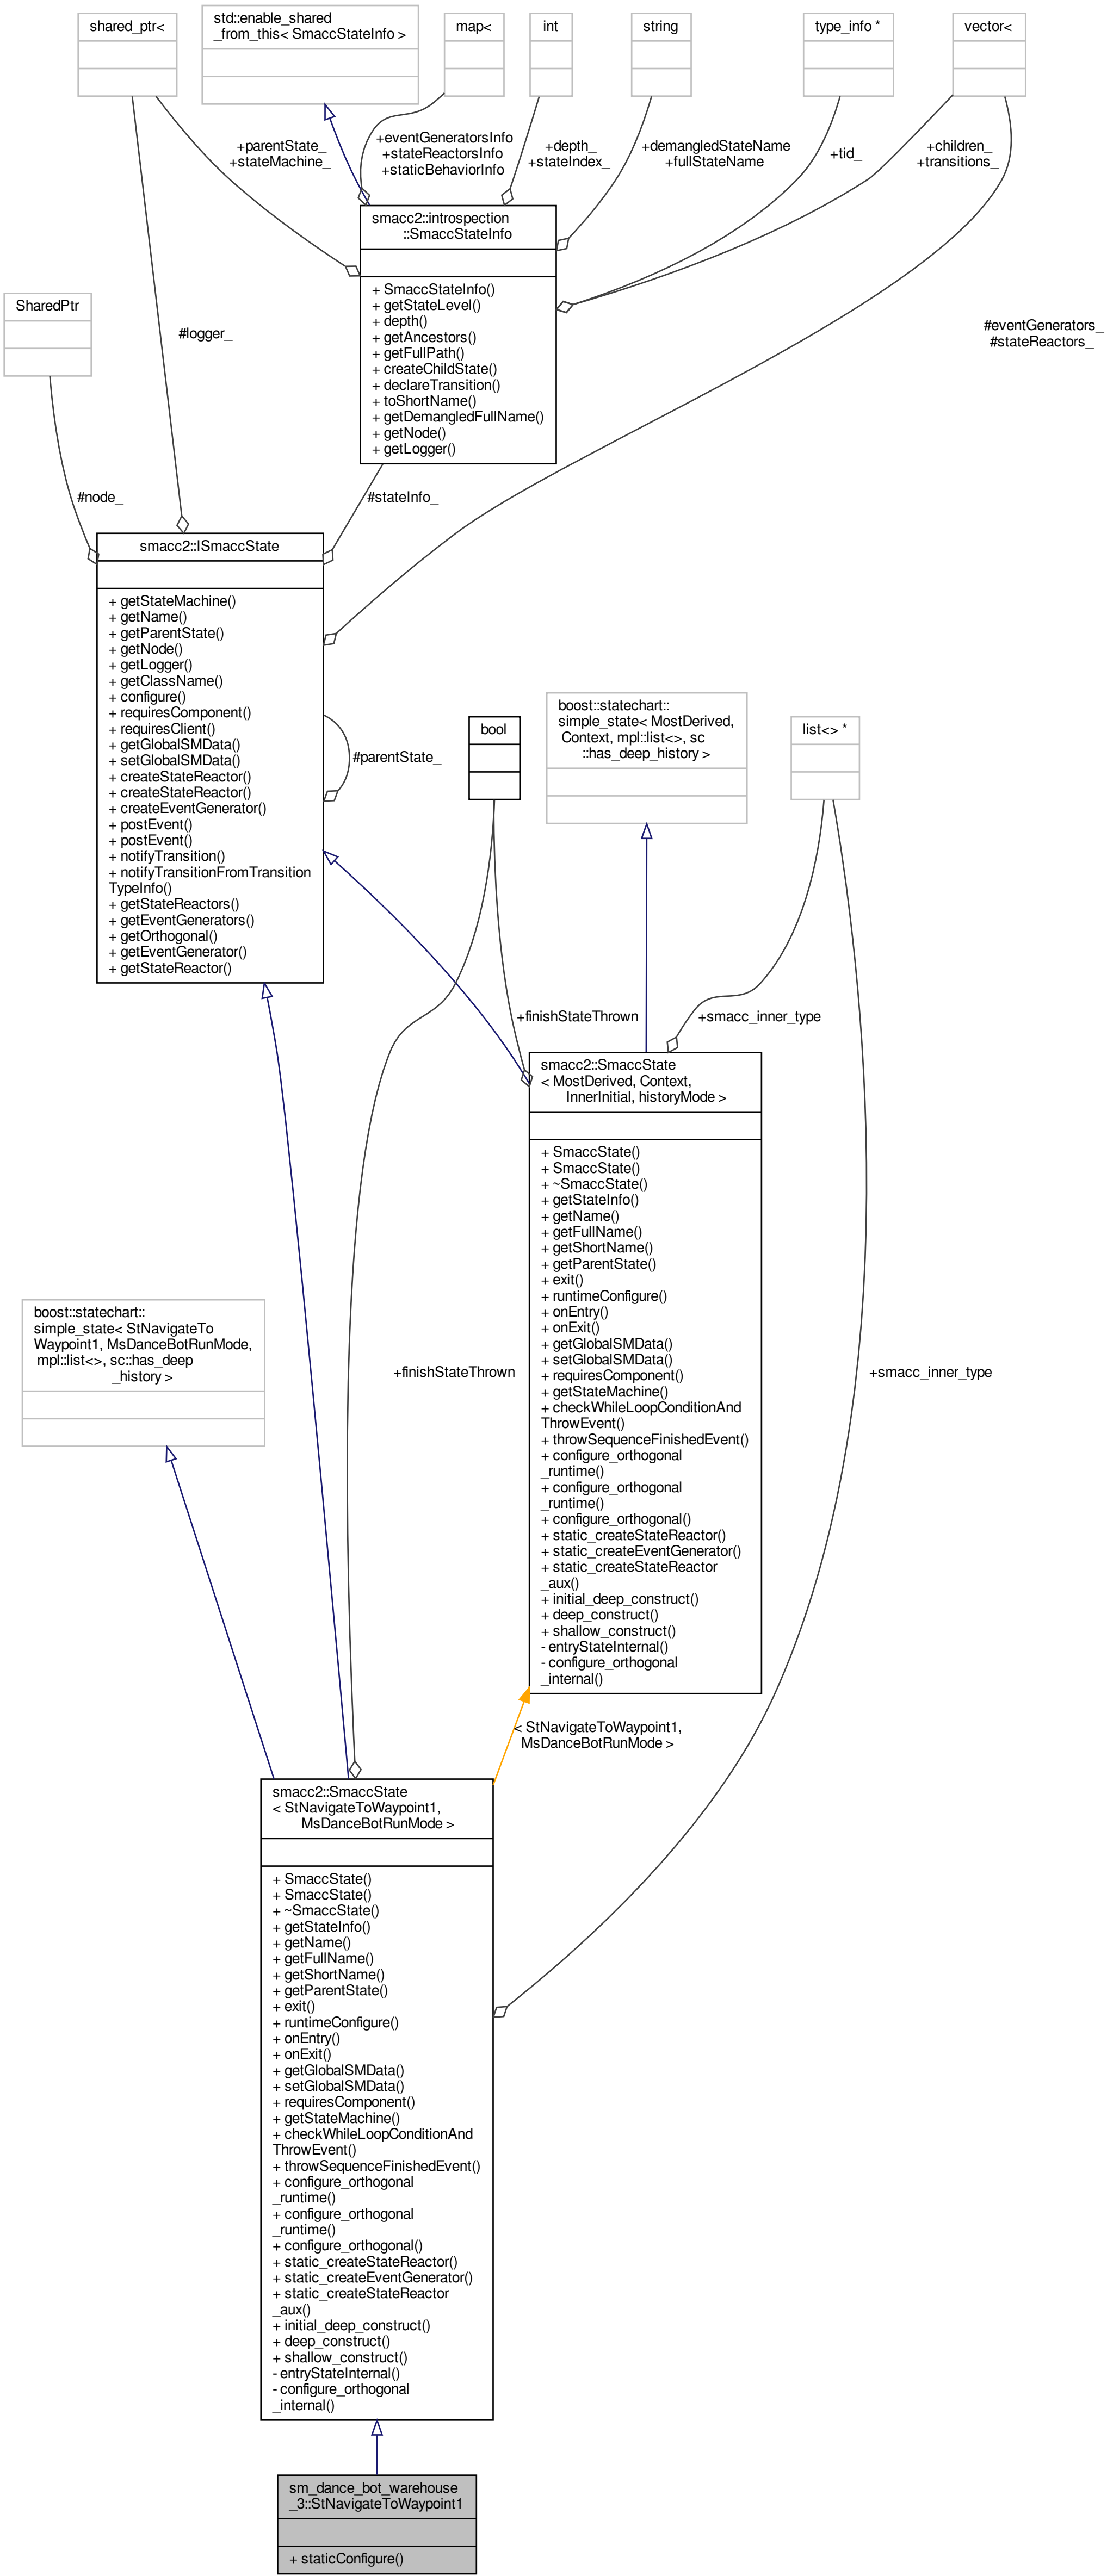 shared_ptr<
std::enable_shared
_from_this< SmaccStateInfo >
map<
int
string
type_info *
vector<
+parentState_
+stateMachine_
+eventGeneratorsInfo
+stateReactorsInfo
+staticBehaviorInfo
+depth_
+stateIndex_
+demangledStateName
+fullStateName
+tid_
+children_
+transitions_
smacc2::introspection
::SmaccStateInfo
+ SmaccStateInfo()
+ getStateLevel()
+ depth()
+ getAncestors()
+ getFullPath()
+ createChildState()
+ declareTransition()
+ toShortName()
+ getDemangledFullName()
+ getNode()
+ getLogger()
SharedPtr
#logger_
#eventGenerators_
#stateReactors_
#node_
#stateInfo_
smacc2::ISmaccState
+ getStateMachine()
+ getName()
+ getParentState()
+ getNode()
+ getLogger()
+ getClassName()
+ configure()
+ requiresComponent()
+ requiresClient()
+ getGlobalSMData()
+ setGlobalSMData()
+ createStateReactor()
+ createStateReactor()
+ createEventGenerator()
+ postEvent()
+ postEvent()
+ notifyTransition()
+ notifyTransitionFromTransition
TypeInfo()
+ getStateReactors()
+ getEventGenerators()
+ getOrthogonal()
+ getEventGenerator()
+ getStateReactor()
#parentState_
bool
boost::statechart::
simple_state< MostDerived,
Context, mpl::list<>, sc
::has_deep_history >
list<> *
+finishStateThrown
+smacc_inner_type
smacc2::SmaccState
< MostDerived, Context,
InnerInitial, historyMode >
+ SmaccState()
+ SmaccState()
+ ~SmaccState()
+ getStateInfo()
+ getName()
+ getFullName()
+ getShortName()
+ getParentState()
+ exit()
+ runtimeConfigure()
+ onEntry()
+ onExit()
+ getGlobalSMData()
+ setGlobalSMData()
+ requiresComponent()
+ getStateMachine()
+ checkWhileLoopConditionAnd
ThrowEvent()
+ throwSequenceFinishedEvent()
+ configure_orthogonal
_runtime()
+ configure_orthogonal
_runtime()
+ configure_orthogonal()
+ static_createStateReactor()
+ static_createEventGenerator()
+ static_createStateReactor
_aux()
+ initial_deep_construct()
+ deep_construct()
+ shallow_construct()
- entryStateInternal()
- configure_orthogonal
_internal()
boost::statechart::
simple_state< StNavigateTo
Waypoint1, MsDanceBotRunMode,
mpl::list<>, sc::has_deep
_history >
+finishStateThrown
+smacc_inner_type
< StNavigateToWaypoint1,
MsDanceBotRunMode >
smacc2::SmaccState
< StNavigateToWaypoint1,
MsDanceBotRunMode >
+ SmaccState()
+ SmaccState()
+ ~SmaccState()
+ getStateInfo()
+ getName()
+ getFullName()
+ getShortName()
+ getParentState()
+ exit()
+ runtimeConfigure()
+ onEntry()
+ onExit()
+ getGlobalSMData()
+ setGlobalSMData()
+ requiresComponent()
+ getStateMachine()
+ checkWhileLoopConditionAnd
ThrowEvent()
+ throwSequenceFinishedEvent()
+ configure_orthogonal
_runtime()
+ configure_orthogonal
_runtime()
+ configure_orthogonal()
+ static_createStateReactor()
+ static_createEventGenerator()
+ static_createStateReactor
_aux()
+ initial_deep_construct()
+ deep_construct()
+ shallow_construct()
- entryStateInternal()
- configure_orthogonal
_internal()
sm_dance_bot_warehouse
_3::StNavigateToWaypoint1
+ staticConfigure()